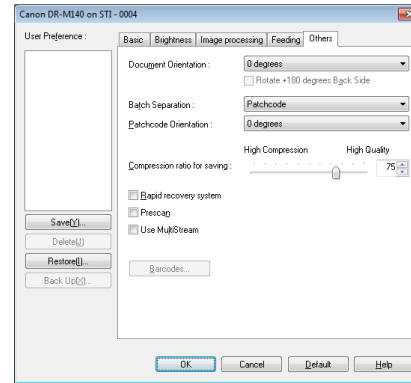 Canon DR-M140 on STI - 0004
User Preference :
Basic Brightness Image processing Feeding Others
Document Orientation : 0 degrees
Rotate +180 degrees Back Side
Batch Separation : Patchcode
Patchcode Orientation : 0 degrees
High Compression High Quality
Compression ratio for saving : 75
Rapid recovery system
Prescan
Use MultiStream
Barcodes...
Save(Y)...
Delete(J)
Restore(I)...
Back Up(X)...
OK Cancel Default Help